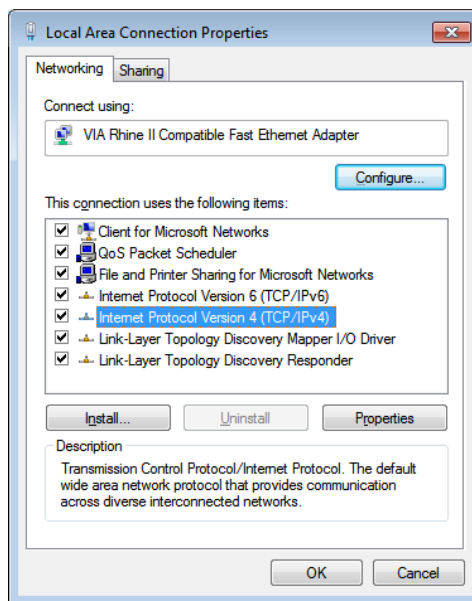 Local Area Connection Properties
Networking
Sharing
Connect using:
VIA Rhine II Compatible Fast Ethernet Adapter
Configure...
This connection uses the following items:
Client for Microsoft Networks
QoS Packet Scheduler
File and Printer Sharing for Microsoft Networks
Internet Protocol Version 6 (TCP/IPv6)
Internet Protocol Version 4 (TCP/IPv4)
Link-Layer Topology Discovery Mapper I/O Driver
Link-Layer Topology Discovery Responder
Install...
Uninstall
Properties
Description
Transmission Control Protocol/Internet Protocol. The default
wide area network protocol that provides communication
across diverse interconnected networks.
OK
Cancel